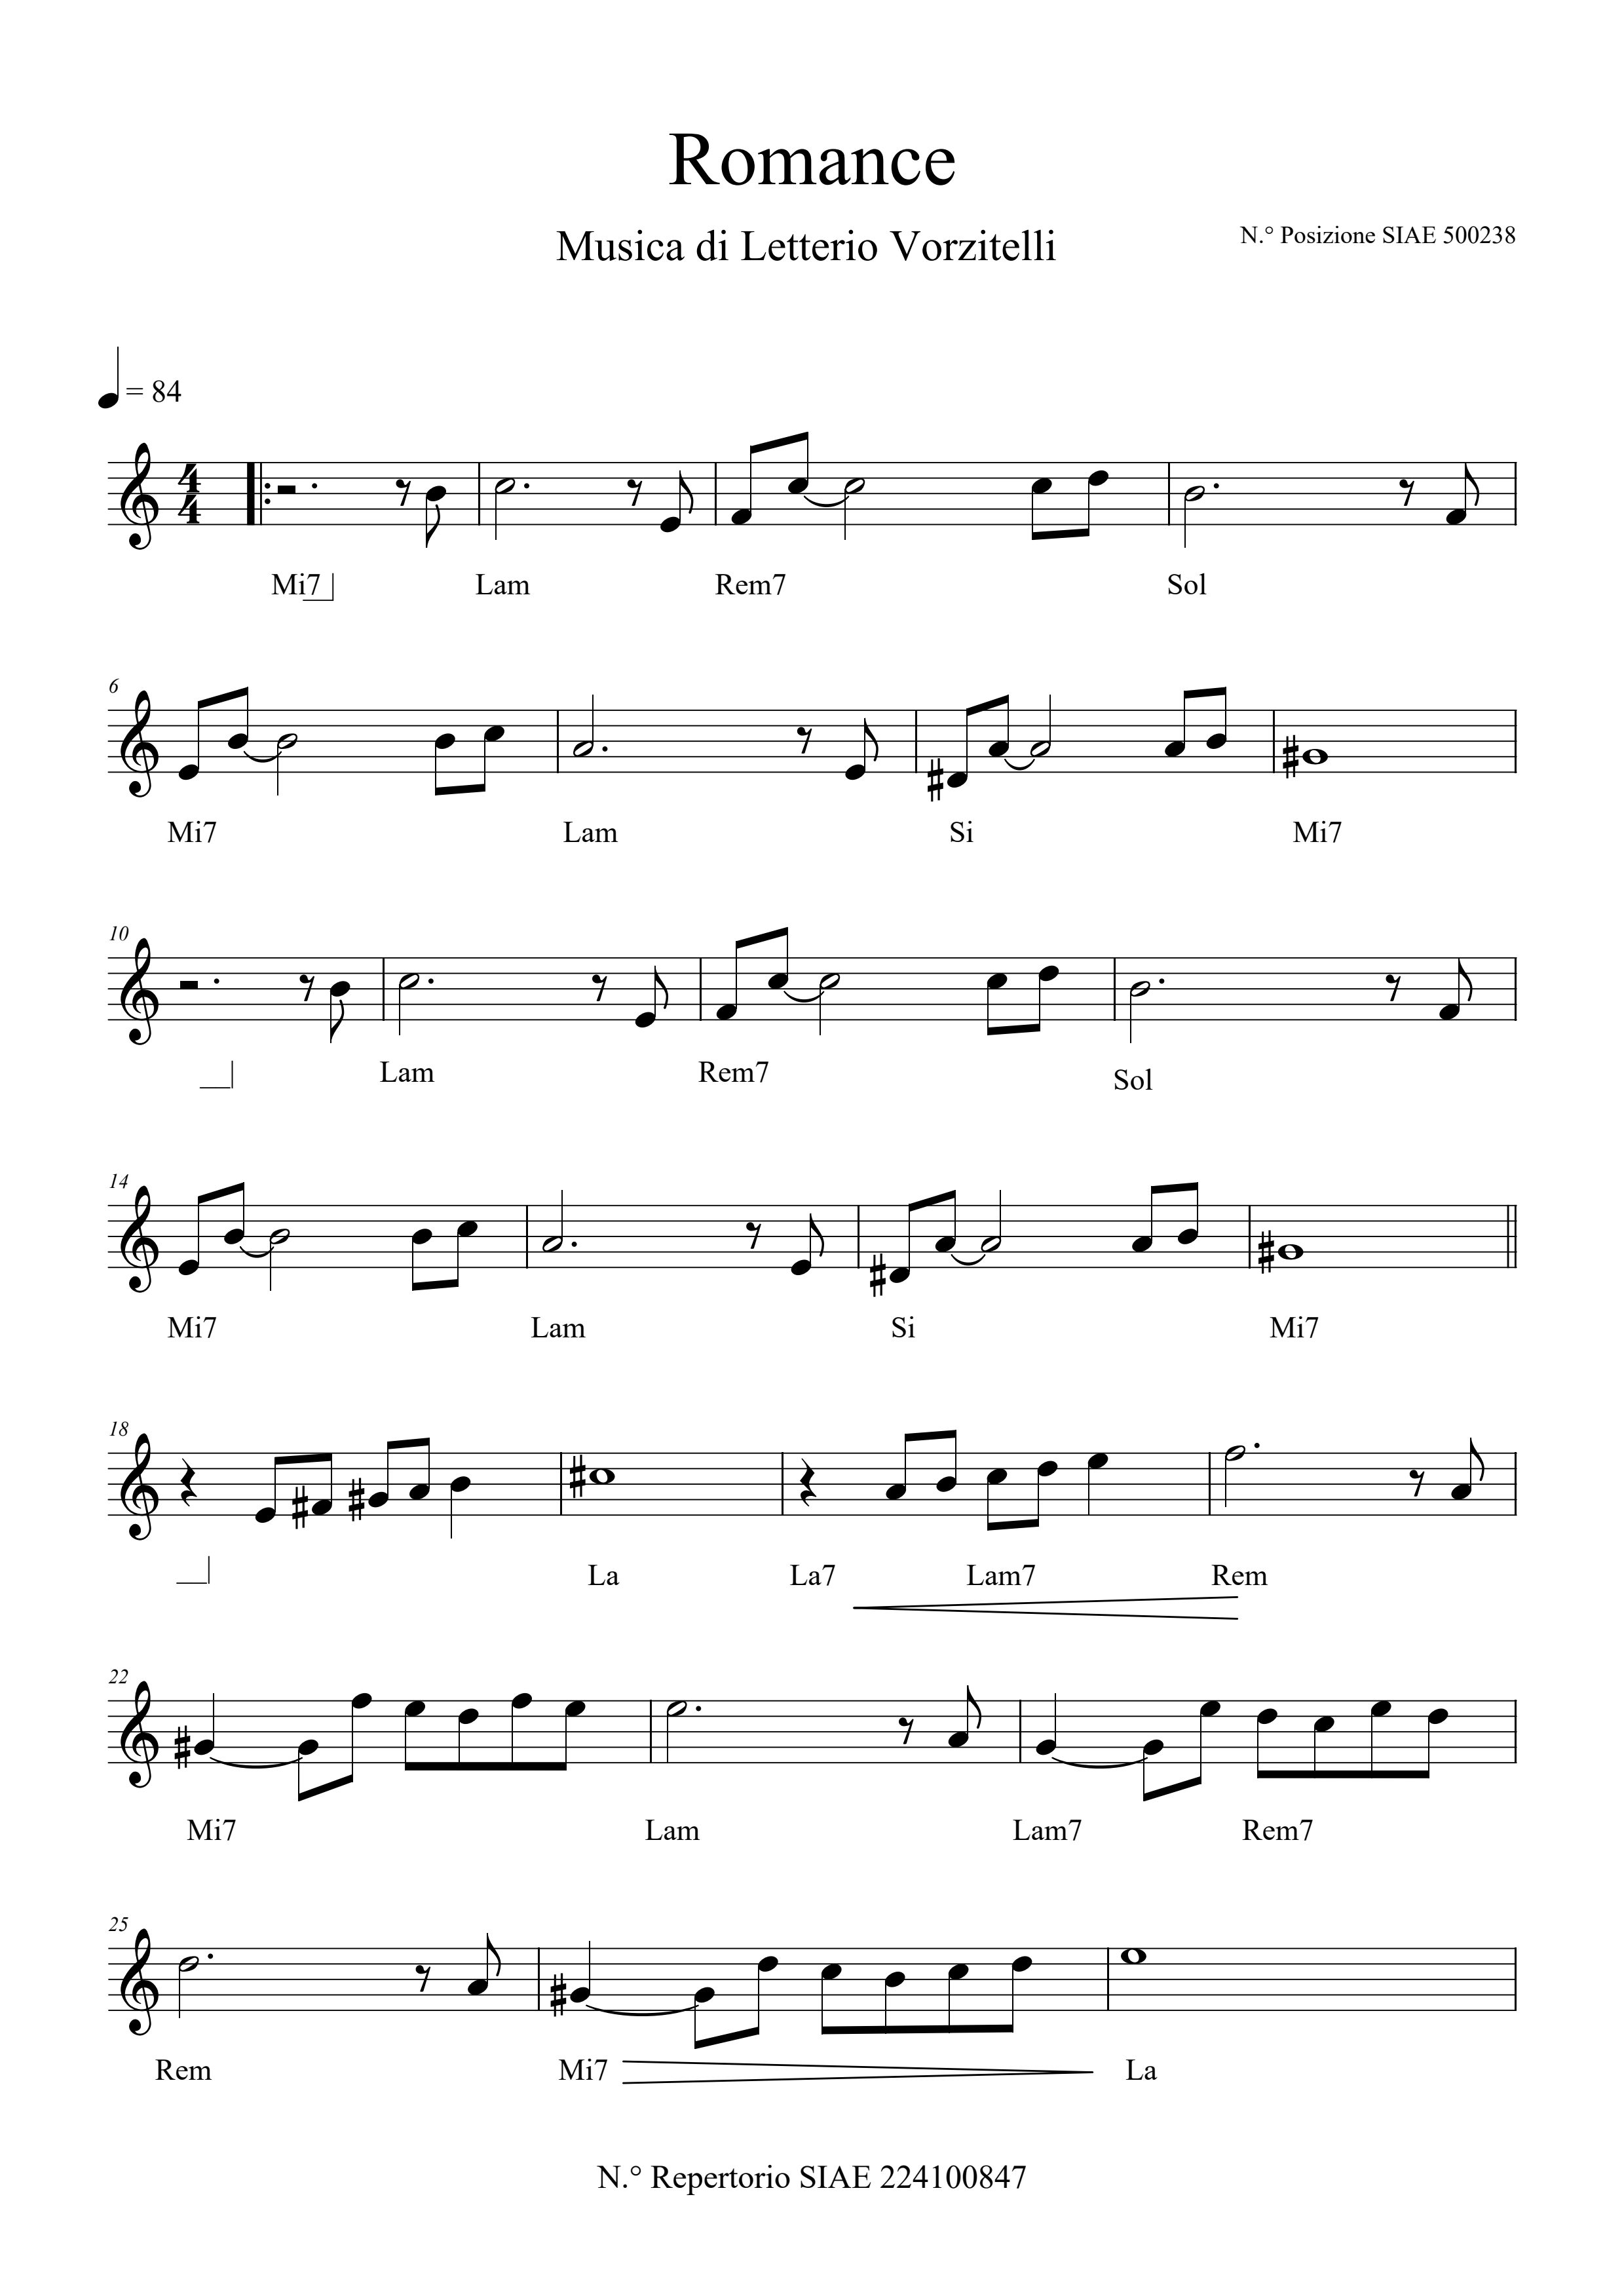 Romance
Musica di Letterio Vorzitelli
N.° Posizione SIAE 500238
= 84
4
4
Mi7 Lam Rem7 Sol
6
Mi7 Lam Si Mi7
10
Lam Rem7 Sol
14
Mi7 Lam Si Mi7
18
La La7 Lam7 Rem
22
Mi7 Lam Lam7 Rem7
25
Rem Mi7 La
N.° Repertorio SIAE 224100847